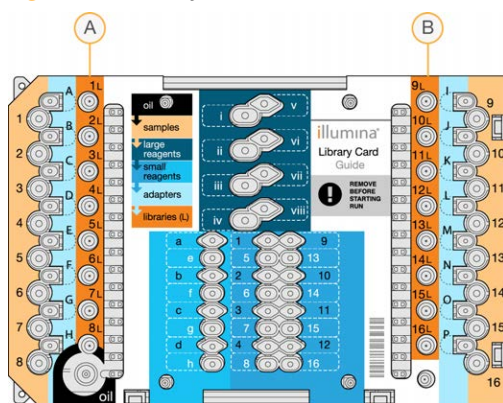 A
B
1L
2L
3L
4L
5L
6L
7L
8L
A
B
C
D
E
F
G
H
1
2
3
4
5
6
7
8
oil
oil
samples
large
reagents
small
reagents
adapters
libraries (L)
i
ii
iii
iv
v
vi
vii
viii
illumina®
Library Card
Guide
REMOVE
BEFORE
STARTING
RUN
a
e
b
f
c
g
d
h
1
5
2
6
3
7
4
8
9
13
10
14
11
15
12
16
9L
10L
11L
12L
13L
14L
15L
16L
I
J
K
L
M
N
O
P
9
10
11
12
13
14
15
16